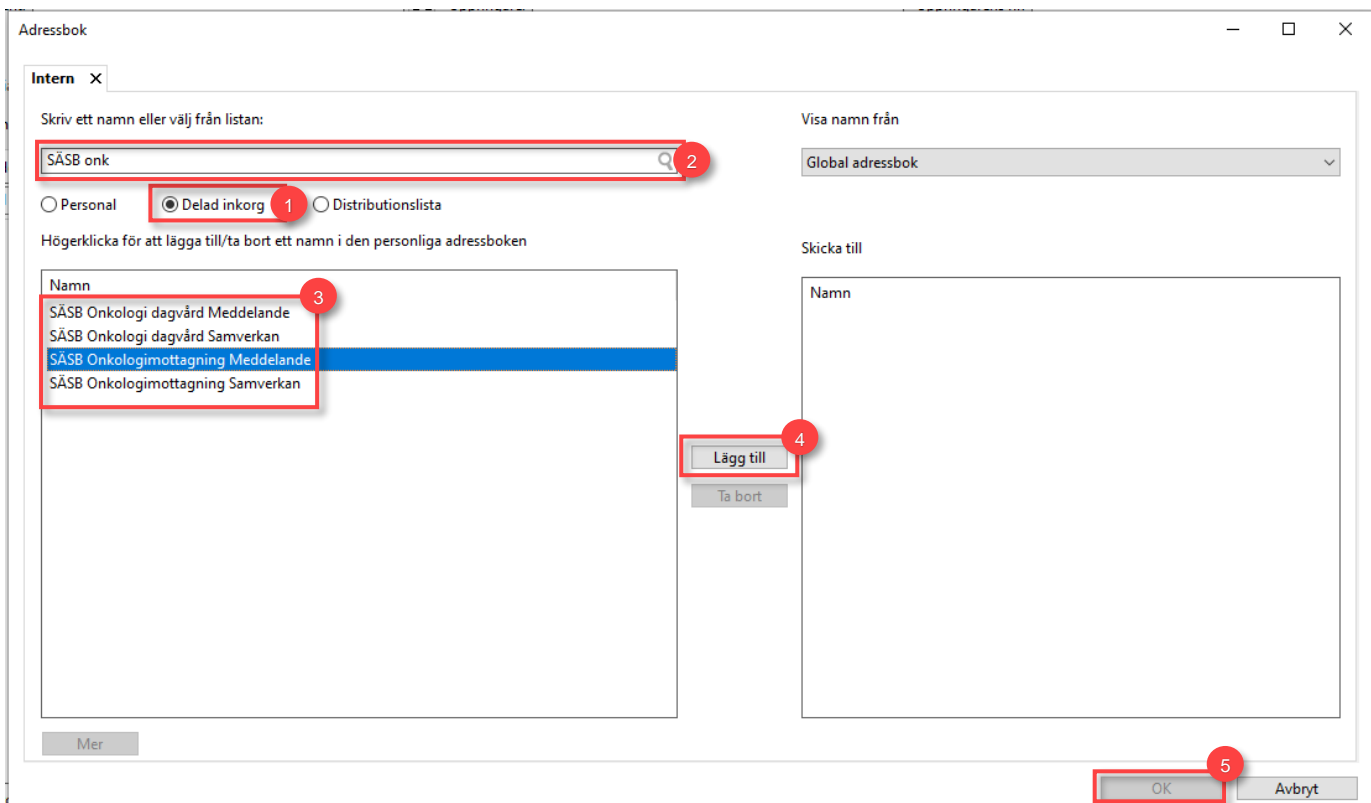 Adressbok
Intern X
Skriv ett namn eller välj från listan:
Visa namn från
SÄSB onk
2
Global adressbok
Personal
Delad inkorg
1
Distributionslista
Högerklicka för att lägga till/ta bort ett namn i den personliga adressboken
Skicka till
Namn
3
Namn
SÄSB Onkologi dagvård Meddelande
SÄSB Onkologi dagvård Samverkan
SÄSB Onkologimottagning Meddelande
SÄSB Onkologimottagning Samverkan
4
Lägg till
Ta bort
Mer
5
OK
Avbryt